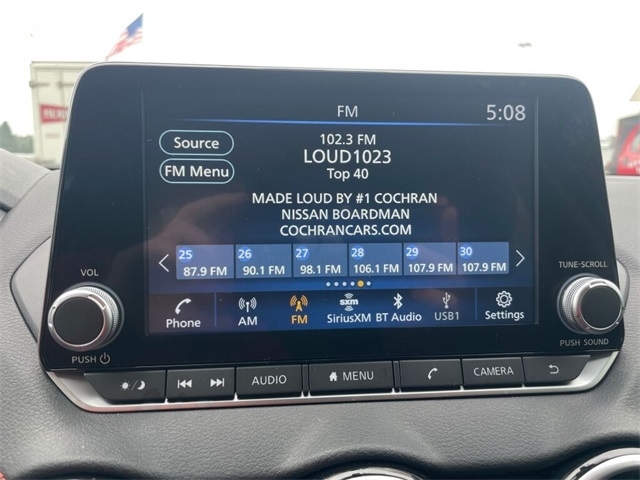 FM
5:08
Source
102.3 FM
LOUD1023
FM Menu
Top 40
MADE LOUD BY #1 COCHRAN
NISSAN BOARDMAN
COCHRANCARS.COM
25 26 27 28 29 30
87.9 FM 90.1 FM 98.1 FM 106.1 FM 107.9 FM 107.9 FM
VOL
TUNE-SCROLL
Phone AM FM SiriusXM BT Audio USB1 Settings
sxm
PUSH
PUSH SOUND
AUDIO MENU CAMERA